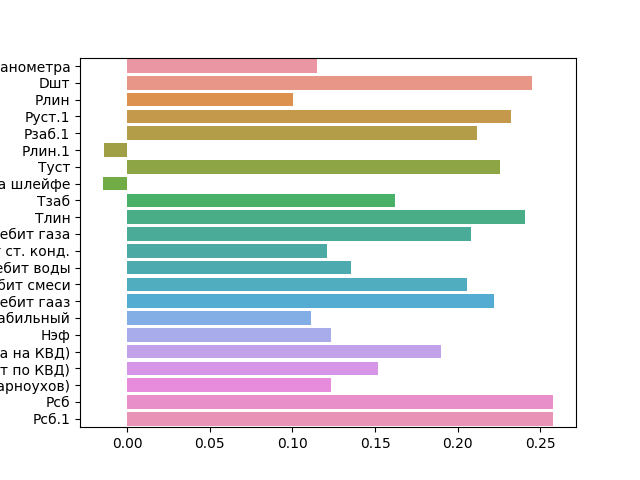 анометра
Dшт
Pлин
Руст.1
Рзаб.1
Рлин.1
Туст
а шлейфе
Тзаб
Тлин
ебит газа
т ст. конд.
ебит воды
бит смеси
ебит гааз
абильный
Нэф
а на КВД)
т по КВД)
арноухов)
Рсб
Рсб.1
0.00 0.05 0.10 0.15 0.20 0.25